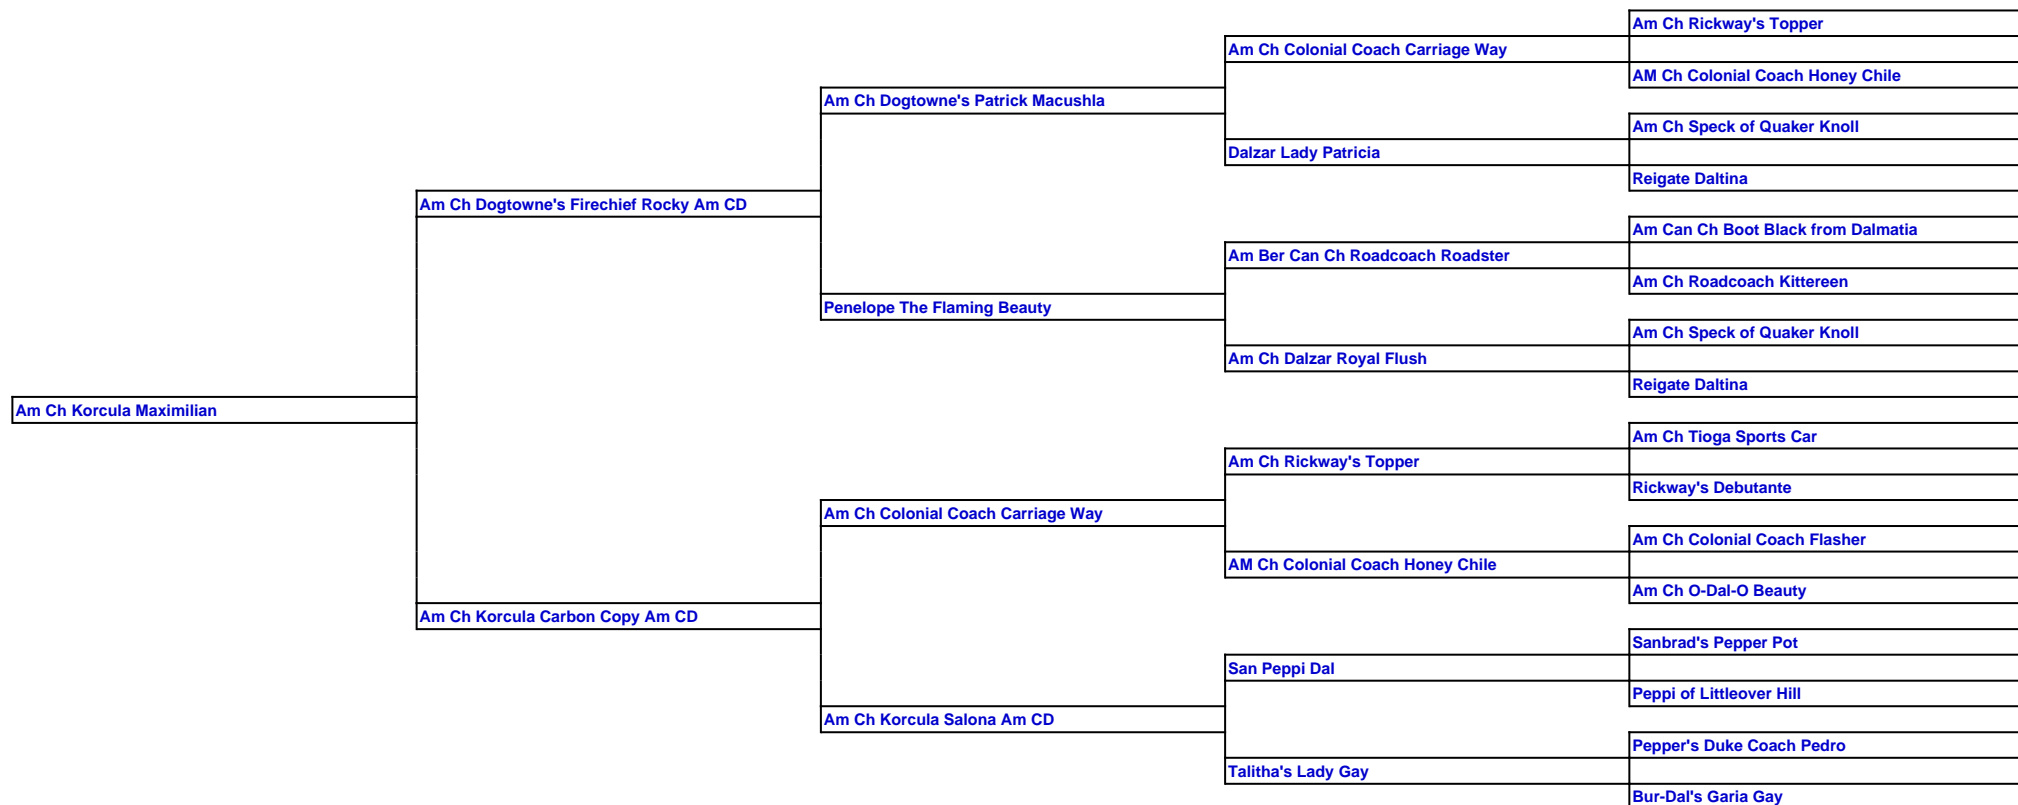 Am Ch Rickway's Topper
Am Ch Colonial Coach Carriage Way
AM Ch Colonial Coach Honey Chile
Am Ch Dogtowne's Patrick Macushla
Am Ch Speck of Quaker Knoll
Dalzar Lady Patricia
Reigate Daltina
Am Ch Dogtowne's Firechief Rocky Am CD
Am Can Ch Boot Black from Dalmatia
Am Ber Can Ch Roadcoach Roadster
Am Ch Roadcoach Kittereen
Penelope The Flaming Beauty
Am Ch Speck of Quaker Knoll
Am Ch Dalzar Royal Flush
Reigate Daltina
Am Ch Korcula Maximilian
Am Ch Tioga Sports Car
Am Ch Rickway's Topper
Rickway's Debutante
Am Ch Colonial Coach Carriage Way
Am Ch Colonial Coach Flasher
AM Ch Colonial Coach Honey Chile
Am Ch O-Dal-O Beauty
Am Ch Korcula Carbon Copy Am CD
Sanbrad's Pepper Pot
San Peppi Dal
Peppi of Littleover Hill
Am Ch Korcula Salona Am CD
Pepper's Duke Coach Pedro
Talitha's Lady Gay
Bur-Dal's Garia Gay